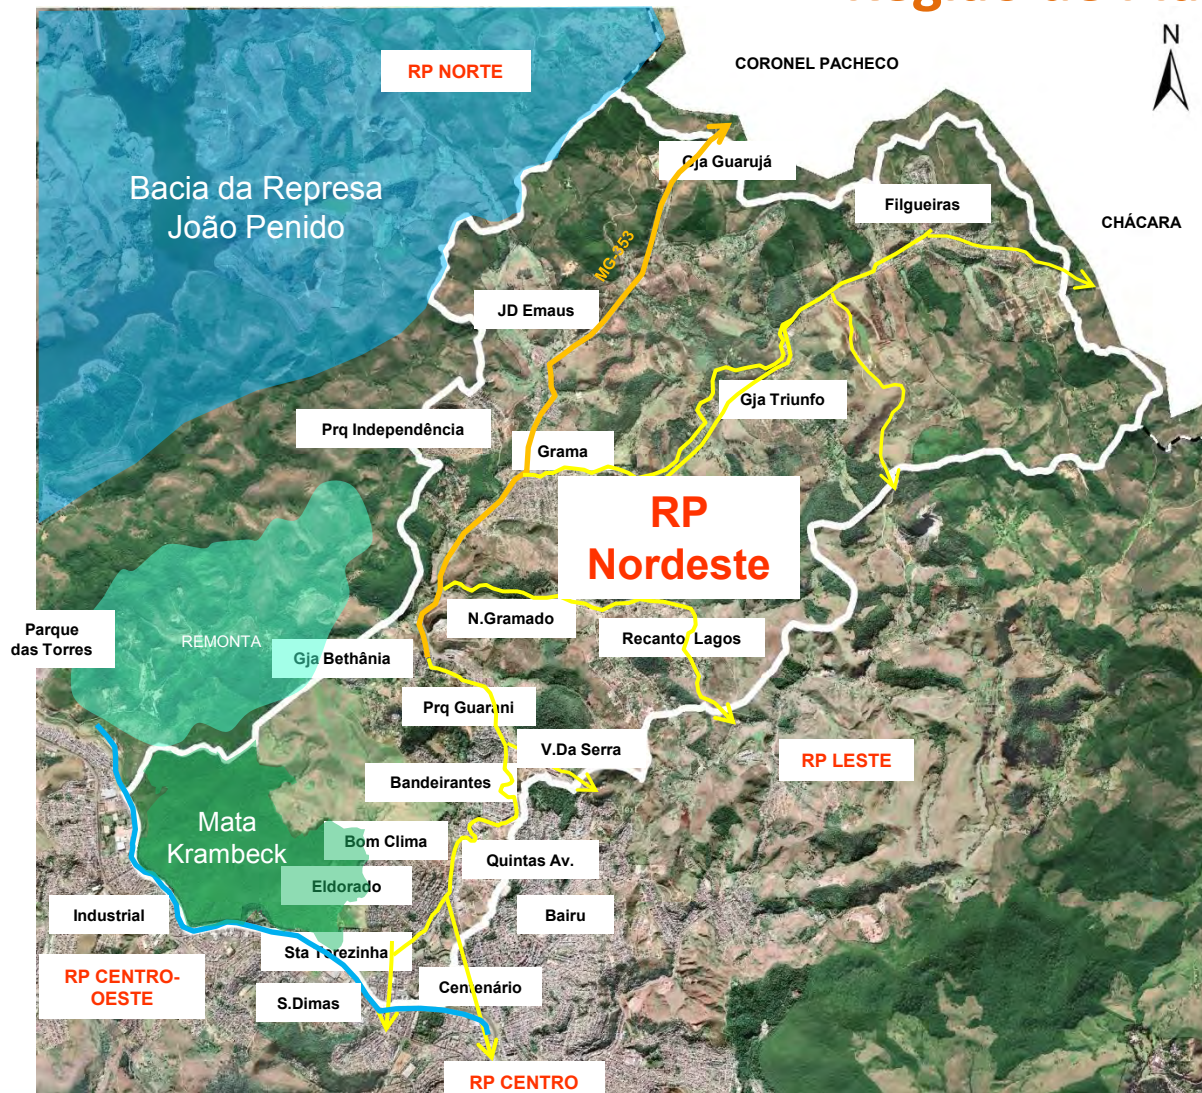 N
CORONEL PACHECO
RP NORTE
Gja Guarujá
Bacia da Represa
João Penido
Filgueiras
CHÁCARA
MG-353
JD Emaus
Gja Triunfo
Prq Independência
Grama
RP
Nordeste
N.Gramado
Recanto Lagos
Parque
das Torres
REMONTA
Gja Bethânia
Prq Guarani
V.Da Serra
RP LESTE
Bandeirantes
Mata
Krambeck
Bom Clima
Quintas Av.
Eldorado
Industrial
Bairu
Sta Terezinha
RP CENTRO-
OESTE
S.Dimas
Centenário
RP CENTRO